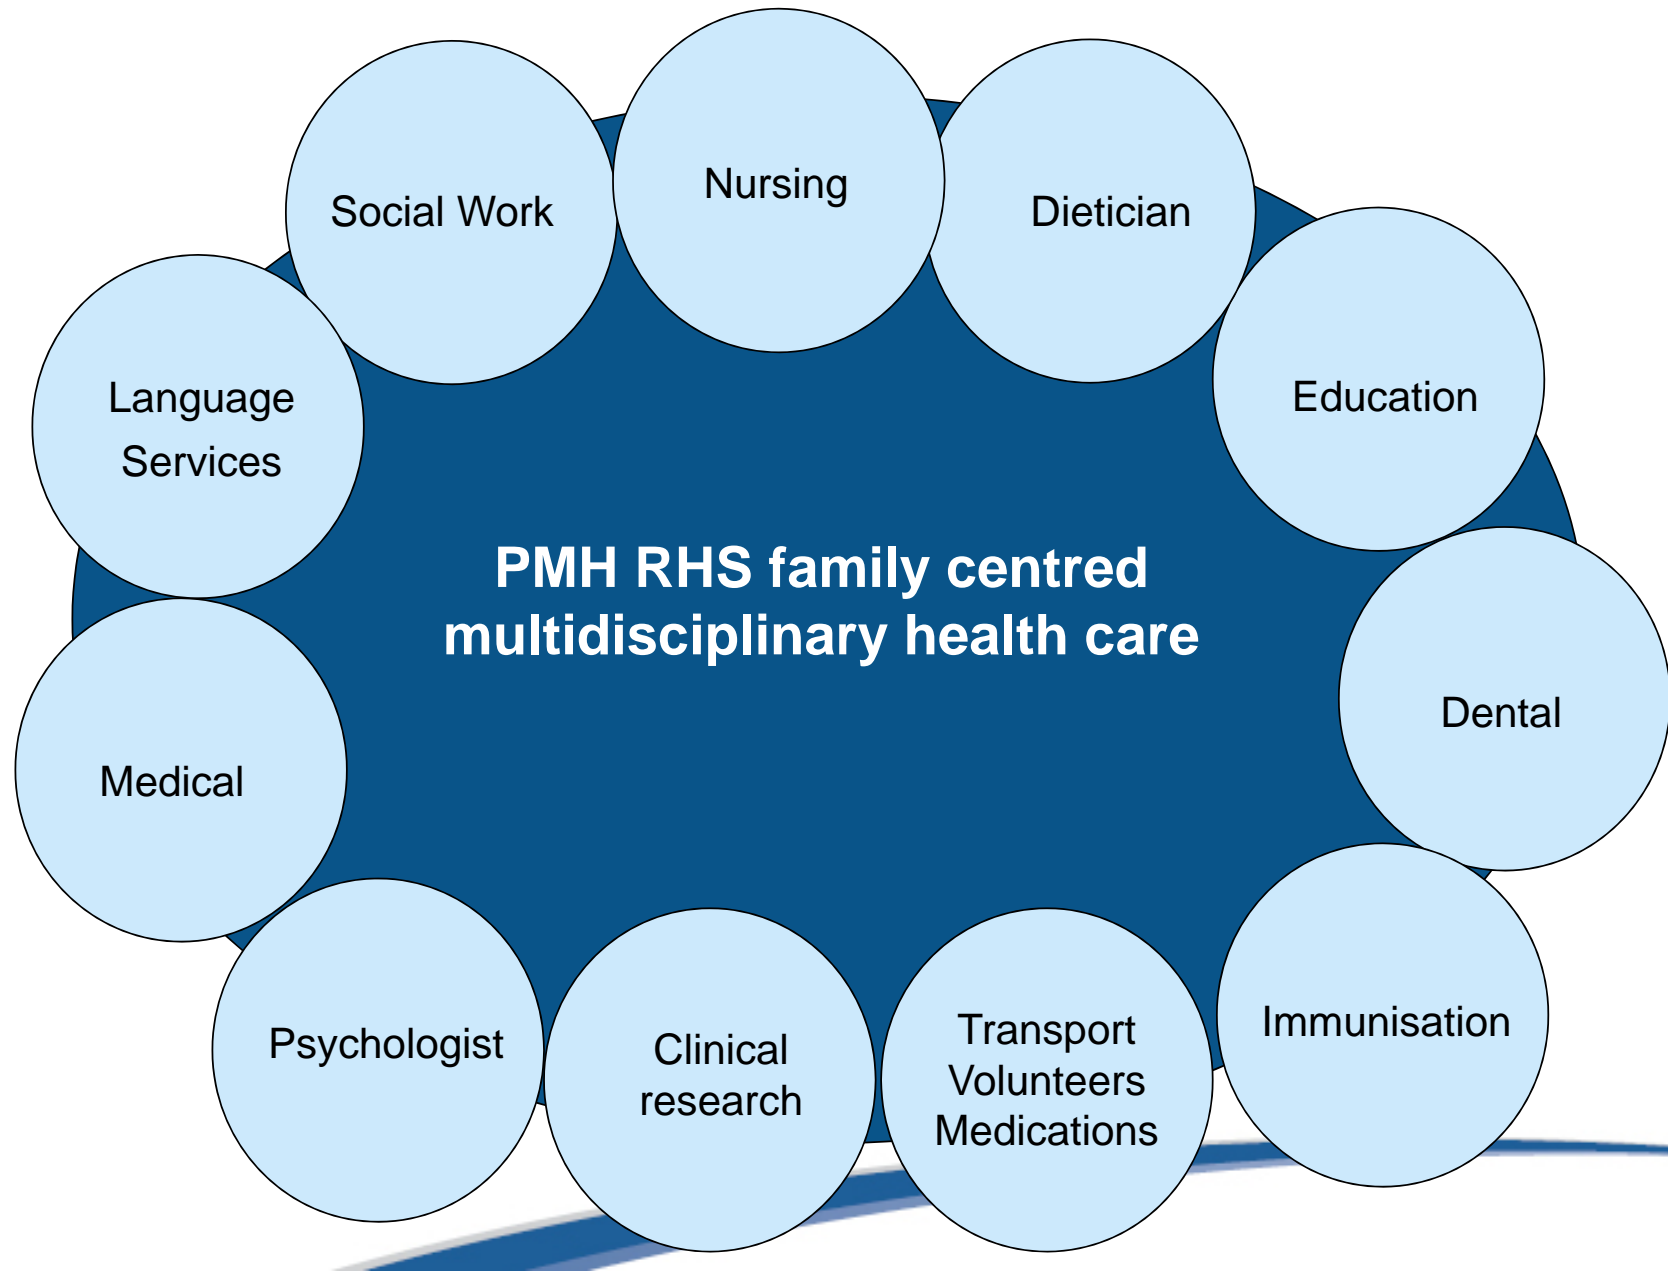 Nursing
Social Work
Dietician
Language
Services
Education
PMH RHS family centred
multidisciplinary health care
Dental
Medical
Psychologist
Clinical
research
Transport
Volunteers
Medications
Immunisation